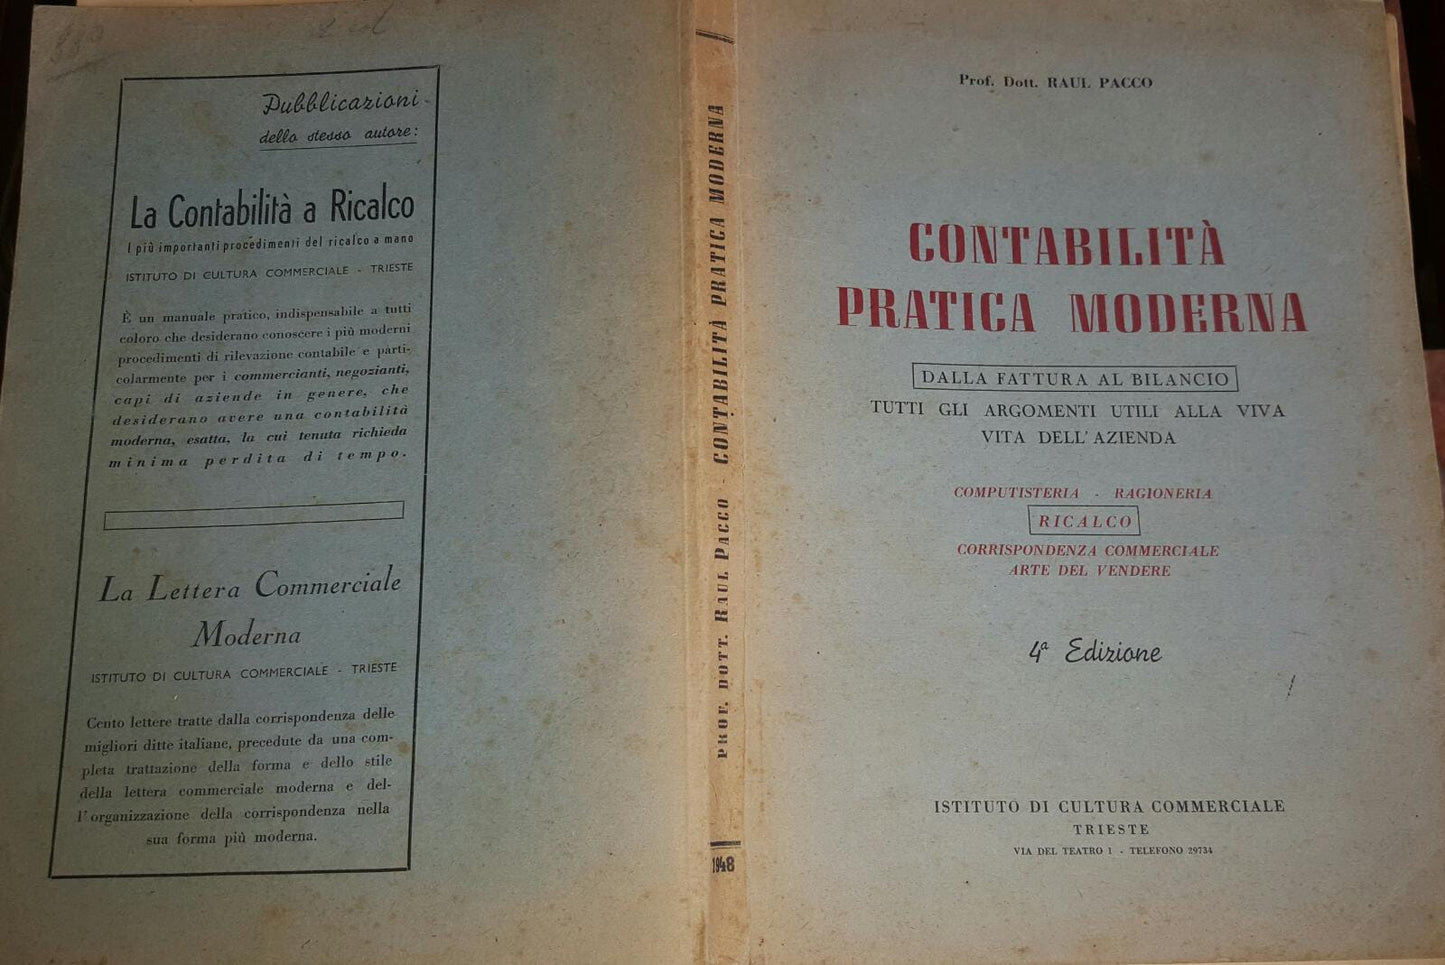 Pubblicazioni
dello stesso autore:
La Contabilità a Ricalco
I più importanti procedimenti del ricalco a mano
ISTITUTO DI CULTURA COMMERCIALE - TRIESTE
È un manuale pratico, indispensabile a tutti
coloro che desiderano conoscere i più moderni
procedimenti di rilevazione contabile e parti-
colarmente per i commercianti, negozianti,
capi di aziende in genere, che
desiderano avere una contabilità
moderna, esatta, la cui tenuta richieda
minima perdita di tempo.
La Lettera Commerciale
Moderna
ISTITUTO DI CULTURA COMMERCIALE - TRIESTE
Cento lettere tratte dalla corrispondenza delle
migliori ditte italiane, precedute da una com-
pleta trattazione della forma e dello stile
della lettera commerciale moderna e del-
l'organizzazione della corrispondenza nella
sua forma più moderna.
PROF. DOTT. RAUL PACCO - CONTABILITÀ PRATICA MODERNA
1948
Prof. Dott. RAUL PACCO
CONTABILITÀ
PRATICA MODERNA
DALLA FATTURA AL BILANCIO
TUTTI GLI ARGOMENTI UTILI ALLA VIVA
VITA DELL'AZIENDA
COMPUTISTERIA - RAGIONERIA
RICALCO
CORRISPONDENZA COMMERCIALE
ARTE DEL VENDERE
4ª Edizione
ISTITUTO DI CULTURA COMMERCIALE
TRIESTE
VIA DEL TEATRO 1 - TELEFONO 29734